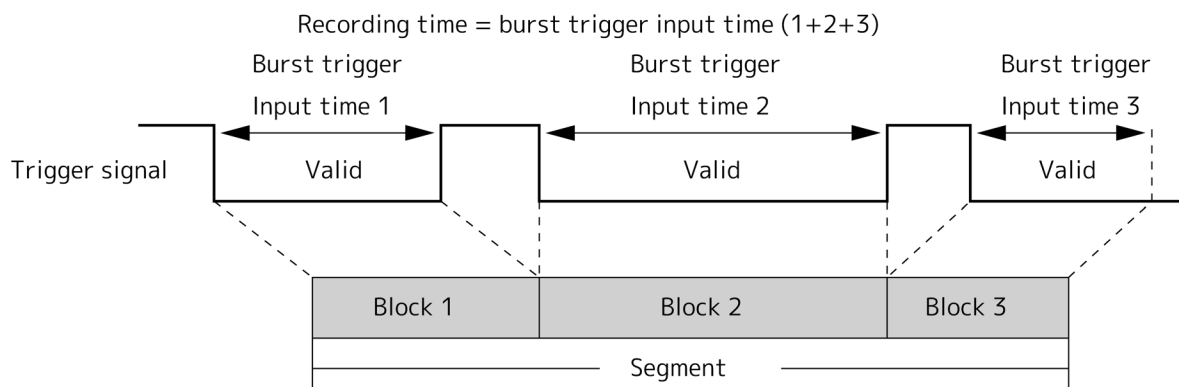 Recording time = burst trigger input time (1+2+3)
Burst trigger
Input time 1
Burst trigger
Input time 2
Burst trigger
Input time 3
Trigger signal
Valid
Valid
Valid
Block 1
Block 2
Block 3
Segment